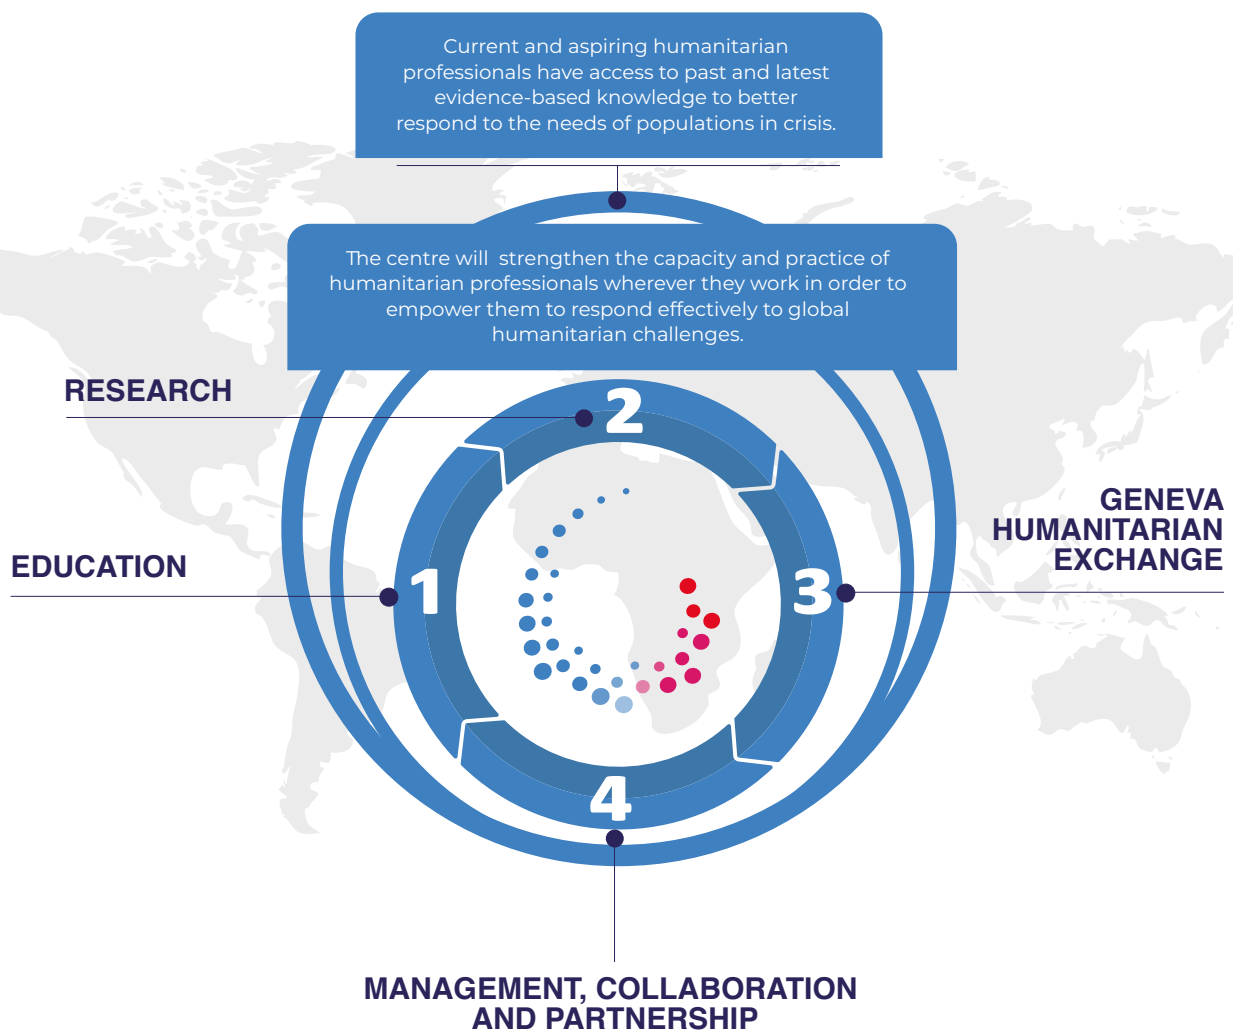 Current and aspiring humanitarian
professionals have access to past and latest
evidence-based knowledge to better
respond to the needs of populations in crisis.
The centre will strengthen the capacity and practice of
humanitarian professionals wherever they work in order to
empower them to respond effectively to global
humanitarian challenges.
RESEARCH
2
GENEVA
HUMANITARIAN
EXCHANGE
EDUCATION
1
3
4
MANAGEMENT, COLLABORATION
AND PARTNERSHIP